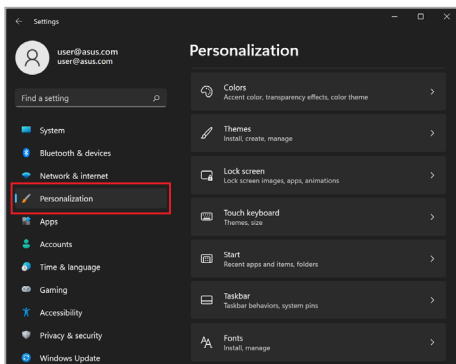 Settings
user@asus.com
user@asus.com
Find a setting
System
Bluetooth & devices
Network & internet
Personalization
Apps
Accounts
Time & language
Gaming
Accessibility
Privacy & security
Windows Update
Personalization
Colors
Accent color, transparency effects, color theme
Themes
Install, create, manage
Lock screen
Lock screen images, apps, animations
Touch keyboard
Themes, size
Start
Recent apps and items, folders
Taskbar
Taskbar behaviors, system pins
Fonts
Install, manage